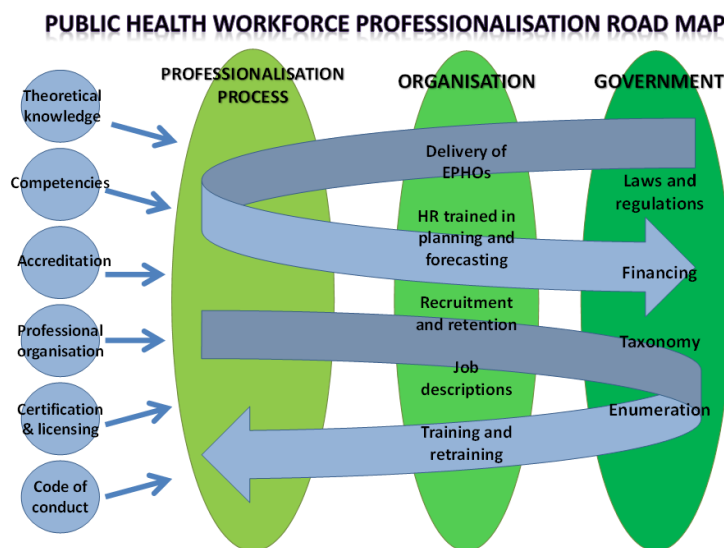 PUBLIC HEALTH WORKFORCE PROFESSIONALISATION ROAD MAP
PROFESSIONALISATION
PROCESS
ORGANISATION
GOVERNMENT
Theoretical
knowledge
Competencies
Accreditation
Professional
organisation
Certification
& licensing
Code of
conduct
Delivery of
EPHOs
HR trained in
planning and
forecasting
Recruitment
and retention
Job
descriptions
Training and
retraining
Laws and
regulations
Financing
Taxonomy
Enumeration